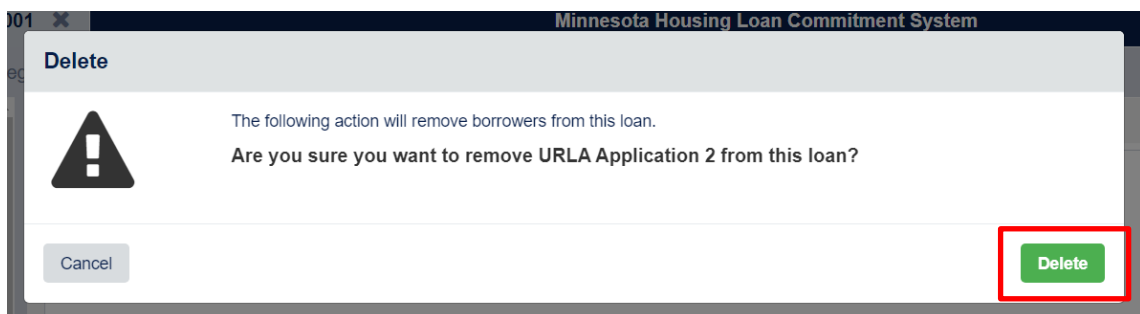 001
Minnesota Housing Loan Commitment System
Delete
The following action will remove borrowers from this loan.
Are you sure you want to remove URLA Application 2 from this loan?
Cancel
Delete